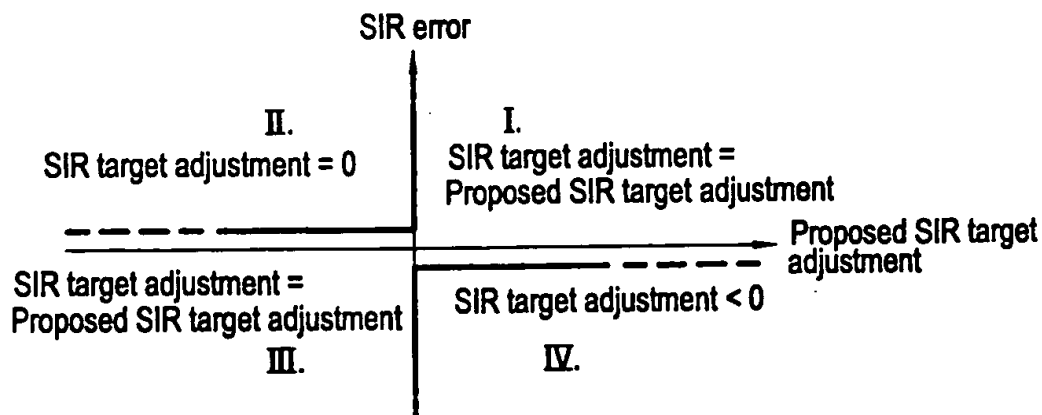 SIR error
II.
SIR target adjustment = 0
I.
SIR target adjustment =
Proposed SIR target adjustment
Proposed SIR target
adjustment
SIR target adjustment =
Proposed SIR target adjustment
III.
SIR target adjustment < 0
IV.